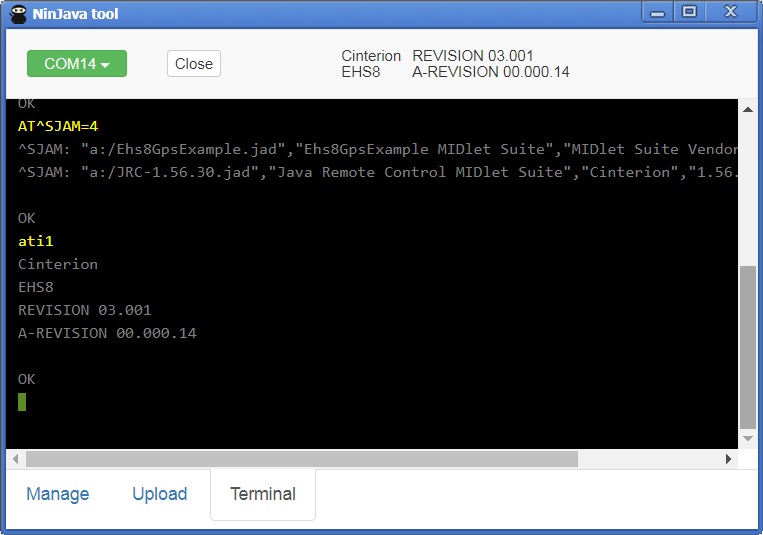 NinJava tool
COM14
Close
Cinterion REVISION 03.001
EHS8 A-REVISION 00.000.14
OK
AT^SJAM=4
^SJAM: "a:/Ehs8GpsExample.jad","Ehs8GpsExample MIDlet Suite","MIDlet Suite Vendor
^SJAM: "a:/JRC-1.56.30.jad","Java Remote Control MIDlet Suite","Cinterion","1.56.
OK
ati1
Cinterion
EHS8
REVISION 03.001
A-REVISION 00.000.14
OK
Manage Upload Terminal